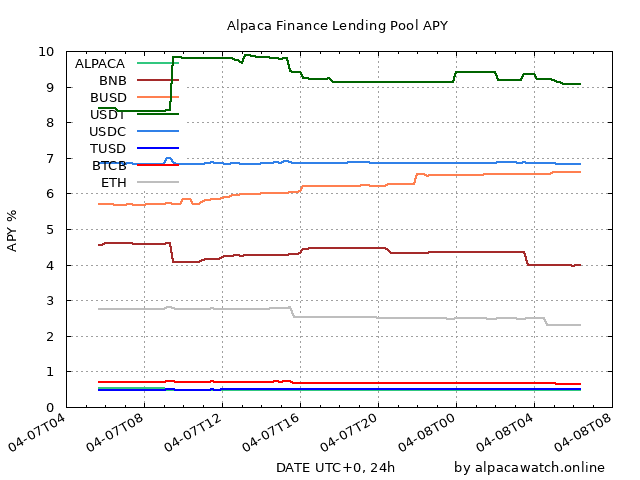 Alpaca Finance Lending Pool APY
10
9
8
7
6
5
4
3
2
1
0
APY %
ALPACA
BNB
BUSD
USDT
USDC
TUSD
BTCB
ETH
04-07T04
04-07T08
04-07T12
04-07T16
04-07T20
04-08T00
04-08T04
04-08T08
DATE UTC+0, 24h
by alpacawatch.online